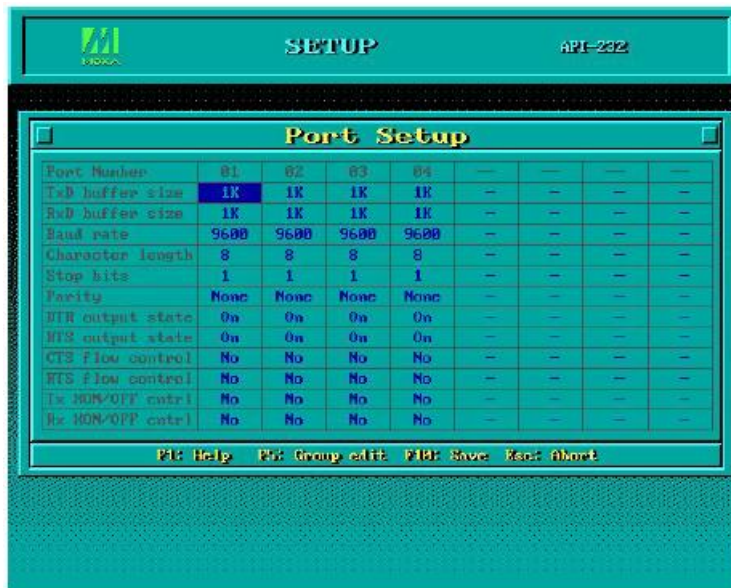 MOXA
SETUP
API-232
Port Setup
Port Number 01 02 03 04 — — — —
TxD buffer size 1K 1K 1K 1K — — — —
RxD buffer size 1K 1K 1K 1K — — — —
Baud rate 9600 9600 9600 9600 — — — —
Character length 8 8 8 8 — — — —
Stop bits 1 1 1 1 — — — —
Parity None None None None — — — —
DTR output state On On On On — — — —
RTS output state On On On On — — — —
CTS flow control No No No No — — — —
RTS flow control No No No No — — — —
Tx XON/OFF cntrl No No No No — — — —
Rx XON/OFF cntrl No No No No — — — —
F1: Help F5: Group edit F10: Save Esc: Abort